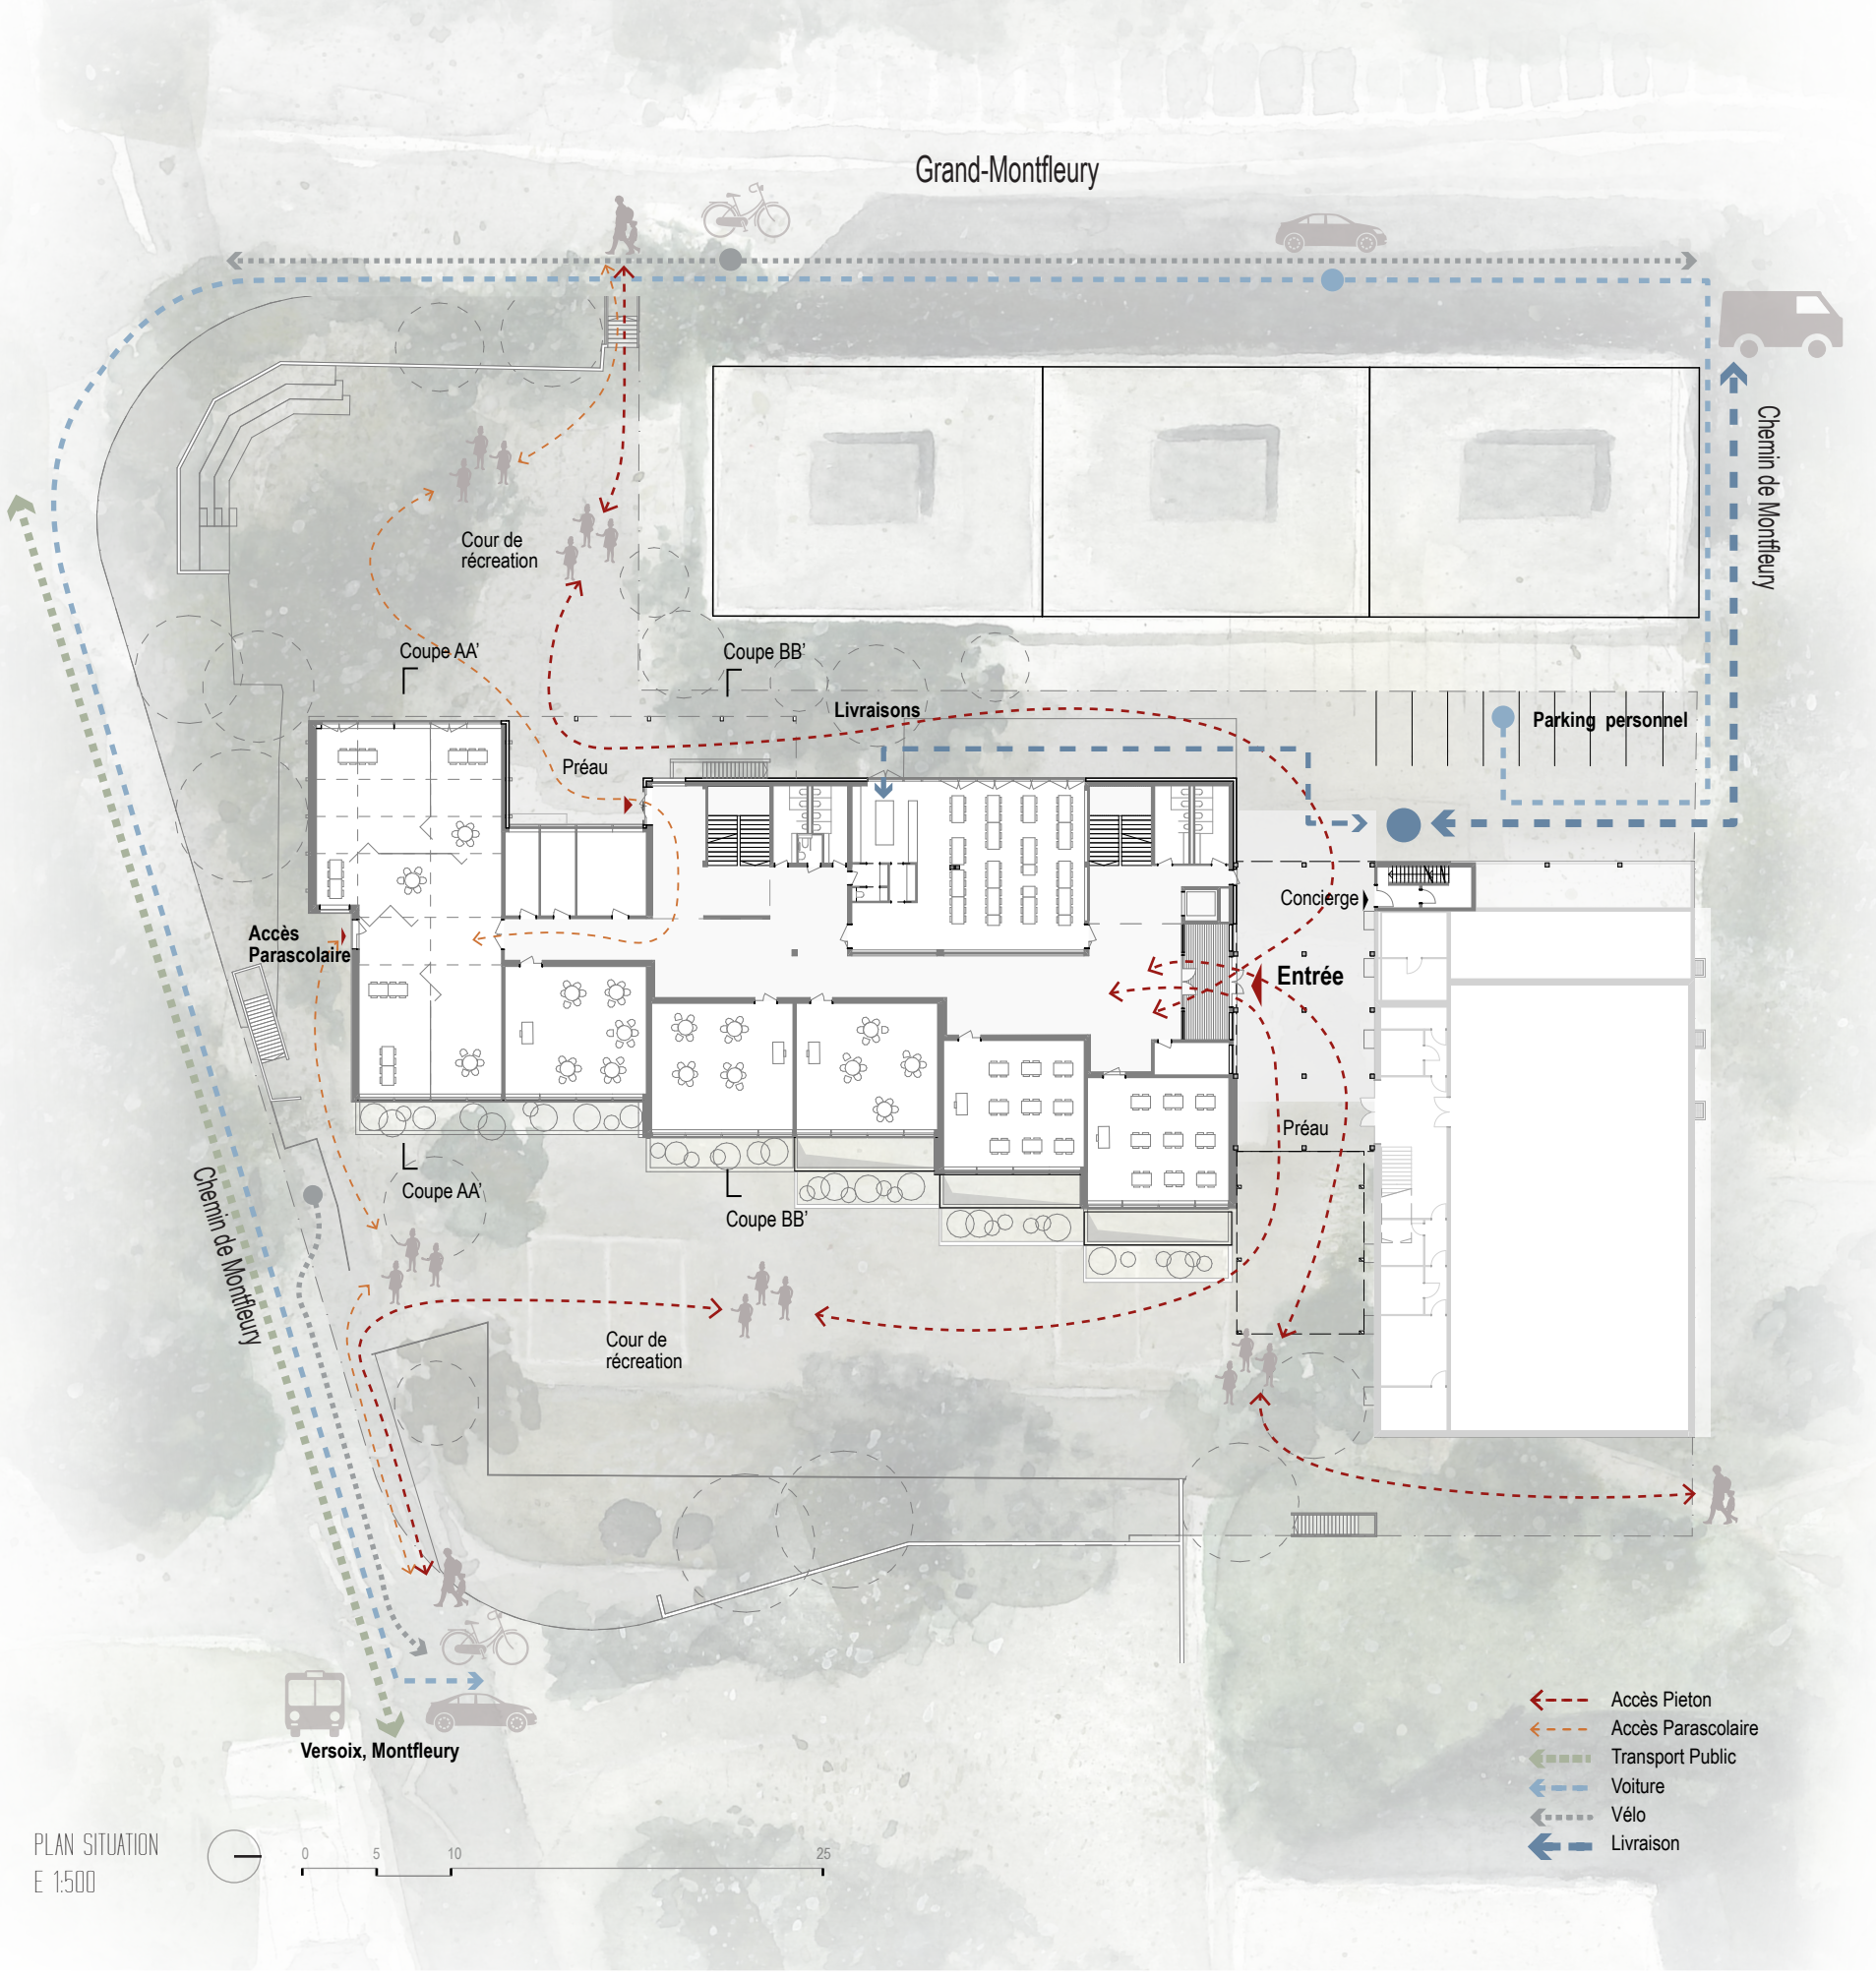 Grand-Montfleury
Chemin de Montfleury
Cour de
récreation
Coupe AA'
Coupe BB'
Livraisons
Parking personnel
Préau
Concierge
Accès
Parascolaire
Entrée
Préau
Coupe AA'
Coupe BB'
Chemin de Montfleury
Cour de
récreation
Versoix, Montfleury
Accès Pieton
Accès Parascolaire
Transport Public
Voiture
Vélo
Livraison
PLAN SITUATION
E 1:500
0 5 10 25